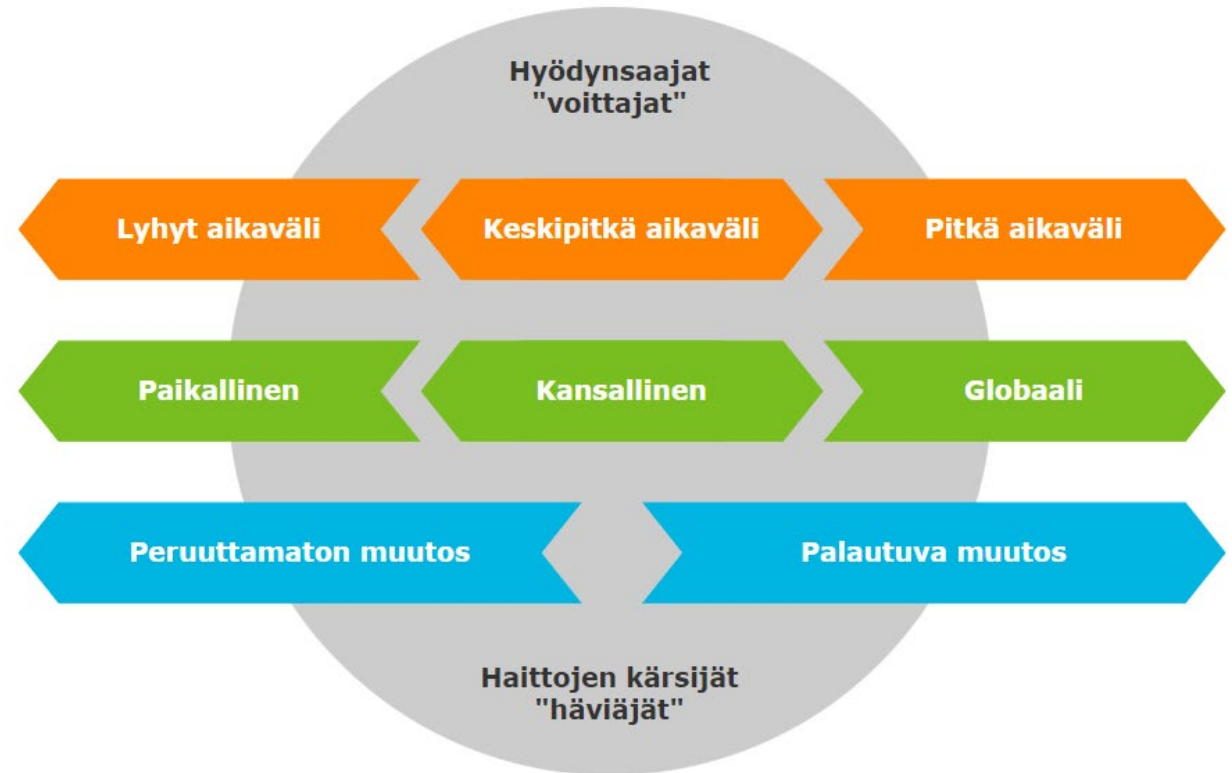 Hyödynsaajat
"voittajat"
Lyhyt aikaväli
Keskipitkä aikaväli
Pitkä aikaväli
Paikallinen
Kansallinen
Globaali
Peruuttamaton muutos
Palautuva muutos
Haittojen kärsijät
"häviäjät"